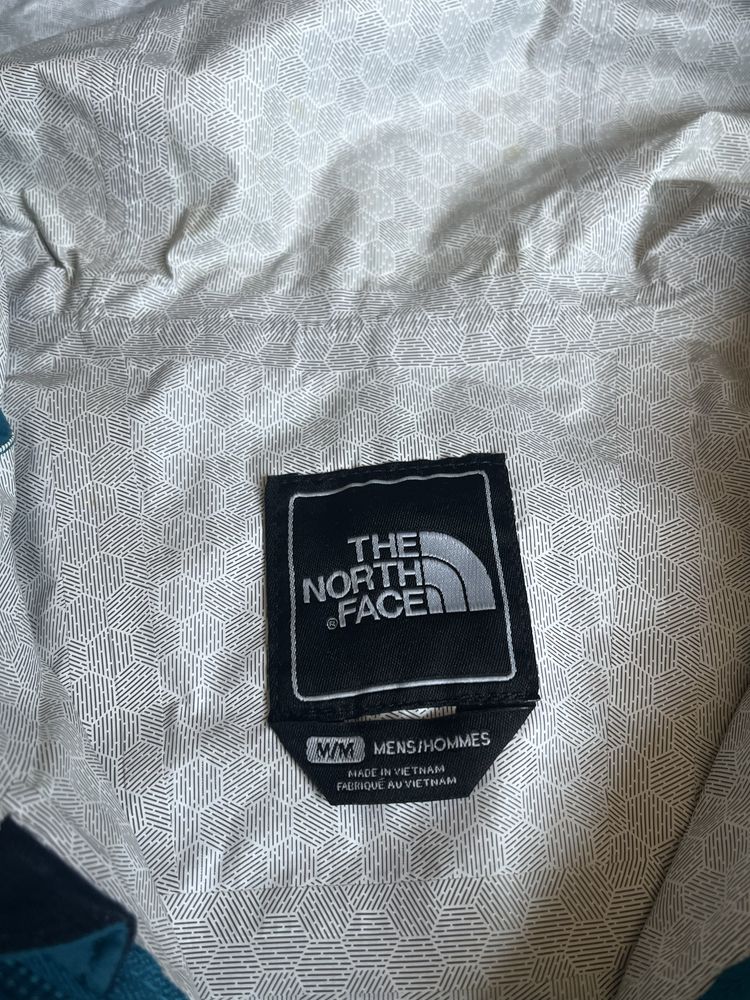 THE
NORTH
®FACE
M/M MENS/HOMMES
MADE IN VIETNAM
FABRIQUÉ AU VIETNAM